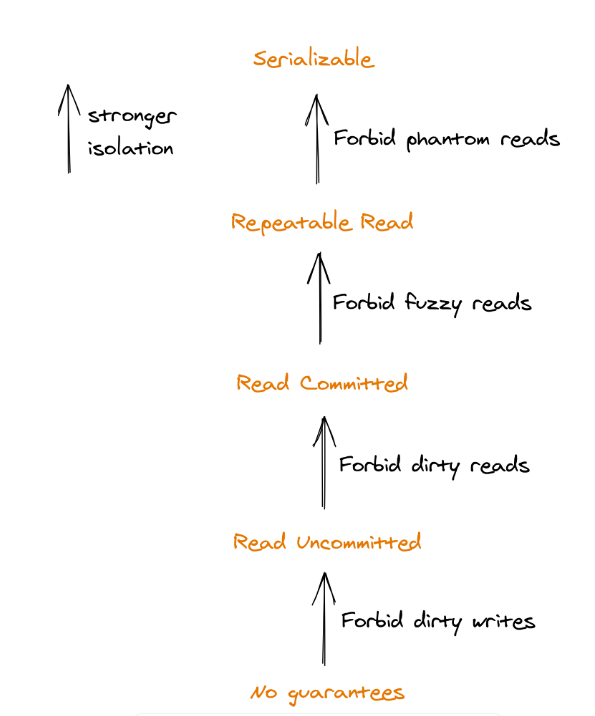 Serializable
stronger
isolation
Forbid phantom reads
Repeatable Read
Forbid fuzzy reads
Read Committed
Forbid dirty reads
Read Uncommitted
Forbid dirty writes
No guarantees